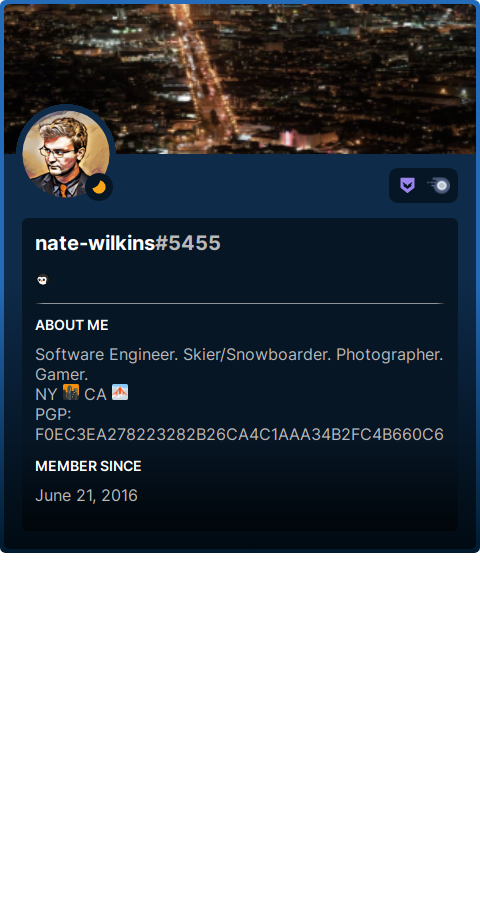 nate-wilkins#5455
ABOUT ME
Software Engineer. Skier/Snowboarder. Photographer.
Gamer.
NY 🌆 CA ⛱️
PGP:
F0EC3EA278223282B26CA4C1AAA34B2FC4B660C6
MEMBER SINCE
June 21, 2016